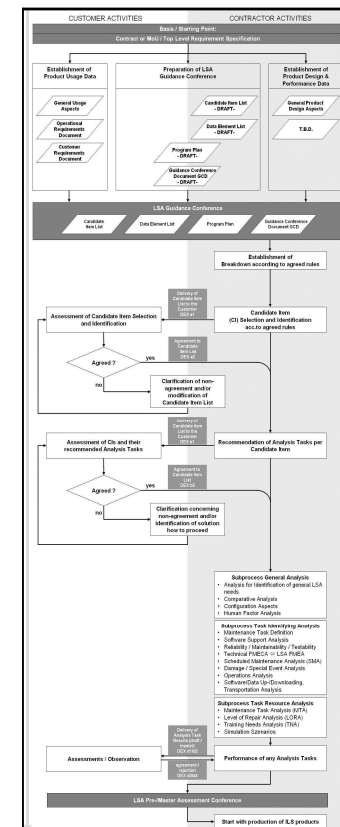 CUSTOMER ACTIVITIES
CONTRACTOR ACTIVITIES
Basis / Starting Point:
Contract or MoU / Top Level Requirement Specification
Establishment of
Product Usage Data
General Usage
Aspects
Operational
Requirements
Document
Customer
Requirements
Document
Preparation of LSA
Guidance Conference
Candidate Item List
- DRAFT-
Data Element List
- DRAFT-
Program Plan
- DRAFT-
Guidance Conference
Document GCD
- DRAFT-
Establishment of
Product Design &
Performance Data
General Product
Design Aspects
T.B.D.
LSA Guidance Conference
Candidate
Item List
Data Element List
Program Plan
Guidance Conference
Document GCD
Establishment of
Breakdown according to agreed rules
Delivery of
Candidate Item
List to the
Customer
DEX a1
Assessment of Candidate Item Selection
and Identification
Candidate Item
(CI) Selection and Identification
acc.to agreed rules
Agreement to
Candidate
Item List
DEX a2
Agreed ?
yes
no
Clarification of non-
agreement and/or
modification of
Candidate Item List
Delivery of
Candidate Item
List to the
Customer
DEX b1
Assessment of CIs and their
recommended Analysis Tasks
Recommendation of Analysis Tasks per
Candidate Item
Agreement to
Candidate Item
List
DEX b2
Agreed ?
yes
no
Clarification concerning
non-agreement and/or
identification of solution
how to proceed
Subprocess General Analysis
• Analysis for Identification of general LSA
needs
• Comparative Analysis
• Configuration Aspects
• Human Factor Analysis
Subprocess Task Identifying Analysis
• Maintenance Task Definition
• Software Support Analysis
• Reliability / Maintainability / Testability
• Technical FMECA ⇔ LSA FMEA
• Scheduled Maintenance Analysis (SMA)
• Damage / Special Event Analysis
• Operations Analysis
• Software/Data Up-/Downloading,
Transportation Analysis
Subprocess Task Resource Analysis
• Maintenance Task Analysis (MTA)
• Level of Repair Analysis (LORA)
• Training Needs Analysis (TNA)
• Simulation Szenarios
Delivery of
Analysis Task
Results (draft /
master)
Assessments / Observation
Performance of any Analysis Tasks
agreement /
rejection
LSA Pre-/Master Assessment Conference
Start with production of ILS products